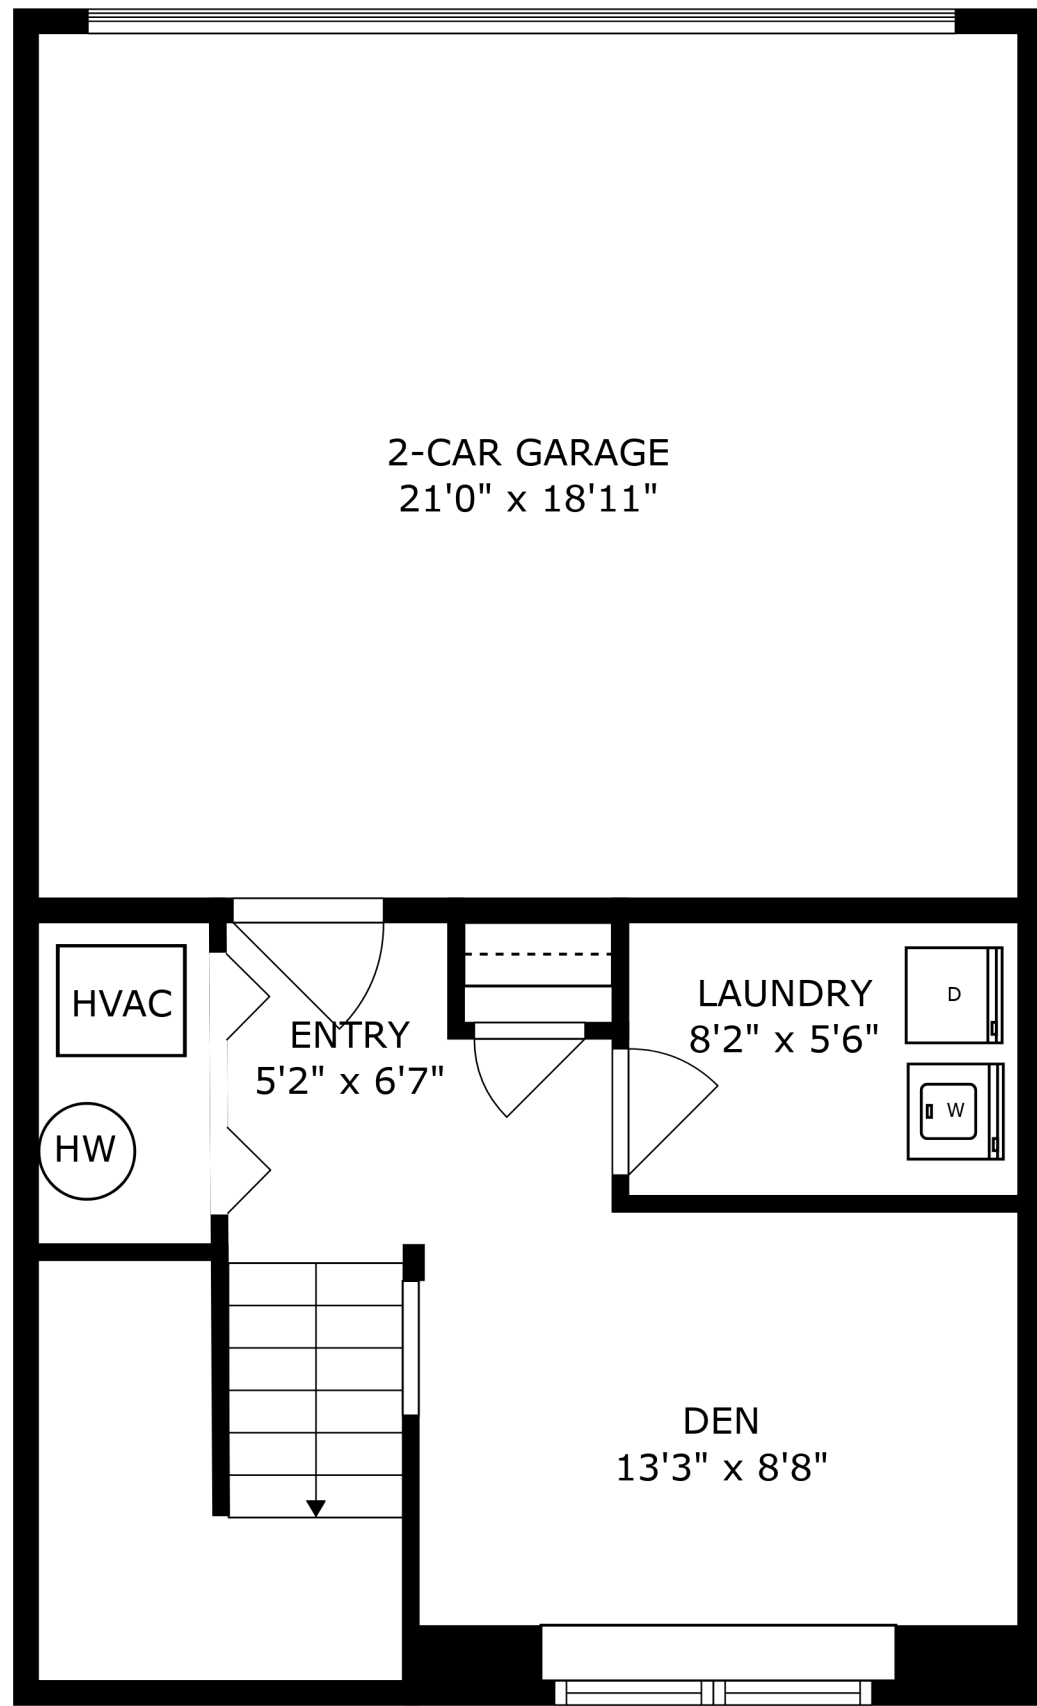 2-CAR GARAGE
21'0" x 18'11"
HVAC
HW
ENTRY
5'2" x 6'7"
LAUNDRY
8'2" x 5'6"
D
W
DEN
13'3" x 8'8"